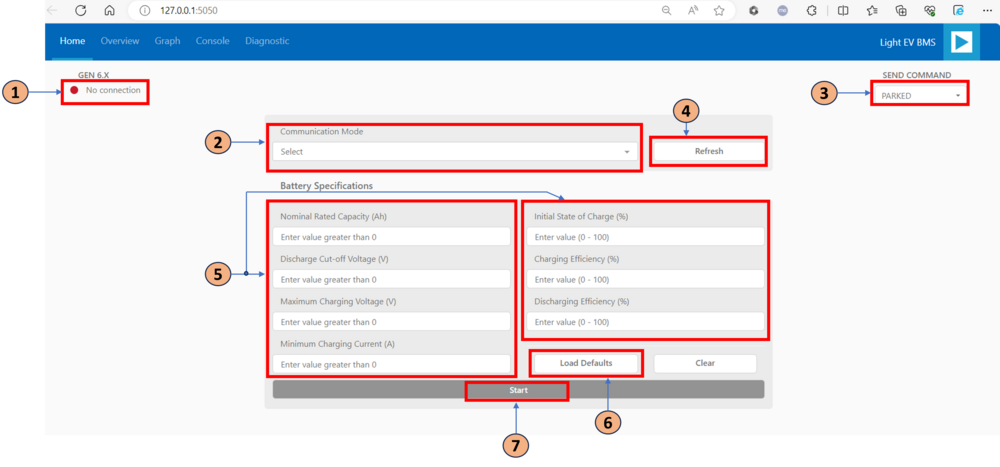 127.0.0.1:5050
Home Overview Graph Console Diagnostic
Light EV BMS
GEN 6.X
No connection
1
SEND COMMAND
PARKED
3
4
Communication Mode
2
Select
Refresh
Battery Specifications
Nominal Rated Capacity (Ah)
Enter value greater than 0
Initial State of Charge (%)
Enter value (0 - 100)
Discharge Cut-off Voltage (V)
Enter value greater than 0
Charging Efficiency (%)
Enter value (0 - 100)
5
Maximum Charging Voltage (V)
Enter value greater than 0
Discharging Efficiency (%)
Enter value (0 - 100)
Minimum Charging Current (A)
Enter value greater than 0
Load Defaults
Clear
Start
6
7